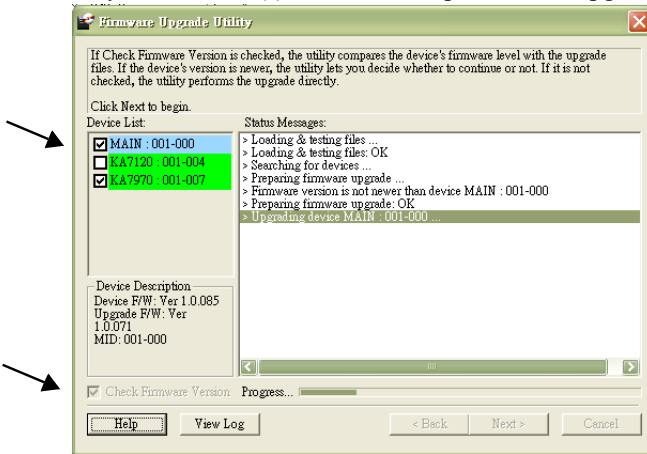 Firmware Upgrade Utility
If Check Firmware Version is checked, the utility compares the device's firmware level with the upgrade
files. If the device's version is newer, the utility lets you decide whether to continue or not. If it is not
checked, the utility performs the upgrade directly.
Click Next to begin.
Device List:
MAIN : 001-000
KA7120 : 001-004
KA7970 : 001-007
Status Messages:
> Loading & testing files ...
> Loading & testing files: OK
> Searching for devices ...
> Preparing firmware upgrade ...
> Firmware version is not newer than device MAIN : 001-000
> Preparing firmware upgrade: OK
> Upgrading device MAIN : 001-000 ...
Device Description
Device F/W: Ver 1.0.085
Upgrade F/W: Ver
1.0.071
MID: 001-000
Check Firmware Version Progress...
Help View Log < Back Next > Cancel